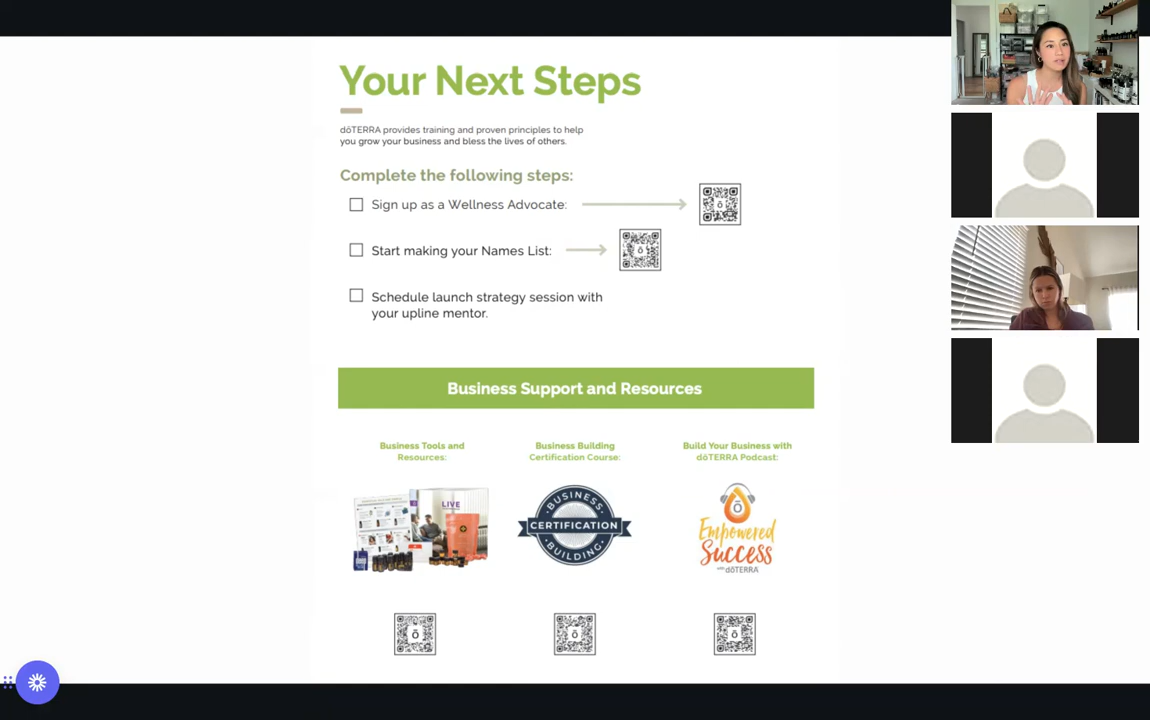 Your Next Steps
dōTERRA provides training and proven principles to help
you grow your business and bless the lives of others.
Complete the following steps:
Sign up as a Wellness Advocate:
Start making your Names List:
Schedule launch strategy session with
your upline mentor.
Business Support and Resources
Business Tools and
Resources:
Business Building
Certification Course:
Build Your Business with
dōTERRA Podcast:
LIVE
BUSINESS
CERTIFICATION
BUILDING
Empowered
Success
with dōTERRA